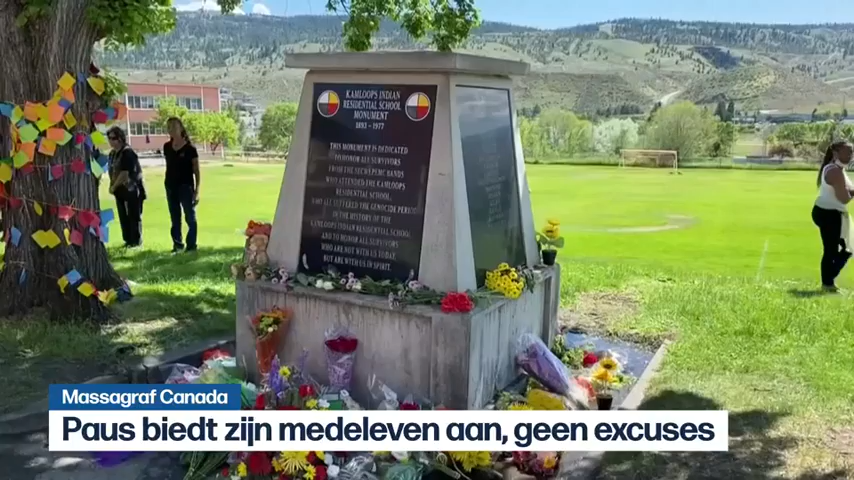 KAMLOOPS INDIAN
RESIDENTIAL SCHOOL
MONUMENT
1893 - 1977
THIS MONUMENT IS DEDICATED
TO HONOR ALL SURVIVORS
FROM THE SECWEPEMC BANDS
WHO ATTENDED THE KAMLOOPS
RESIDENTIAL SCHOOL,
WHO ALL SUFFERED THE GENOCIDE PERIOD
IN THE HISTORY OF THE
KAMLOOPS INDIAN RESIDENTIAL SCHOOL
AND TO HONOR ALL SURVIVORS
WHO ARE NOT WITH US TODAY,
BUT ARE WITH US IN SPIRIT.
Massagraf Canada
Paus biedt zijn medeleven aan, geen excuses